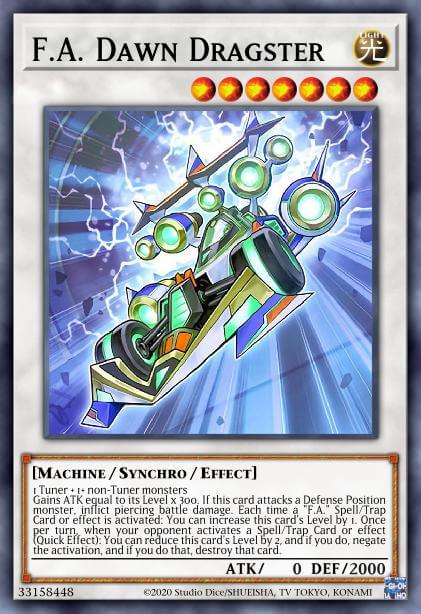 F.A. Dawn Dragster
LIGHT
光
[Machine / Synchro / Effect]
1 Tuner + 1+ non-Tuner monsters
Gains ATK equal to its Level x 300. If this card attacks a Defense Position
monster, inflict piercing battle damage. Each time a "F.A." Spell/Trap
Card or effect is activated: You can increase this card's Level by 1. Once
per turn, when your opponent activates a Spell/Trap Card or effect
(Quick Effect): You can reduce this card's Level by 2, and if you do, negate
the activation, and if you do that, destroy that card.
ATK/ 0 DEF/2000
33158448 ©2020 Studio Dice/SHUEISHA, TV TOKYO, KONAMI